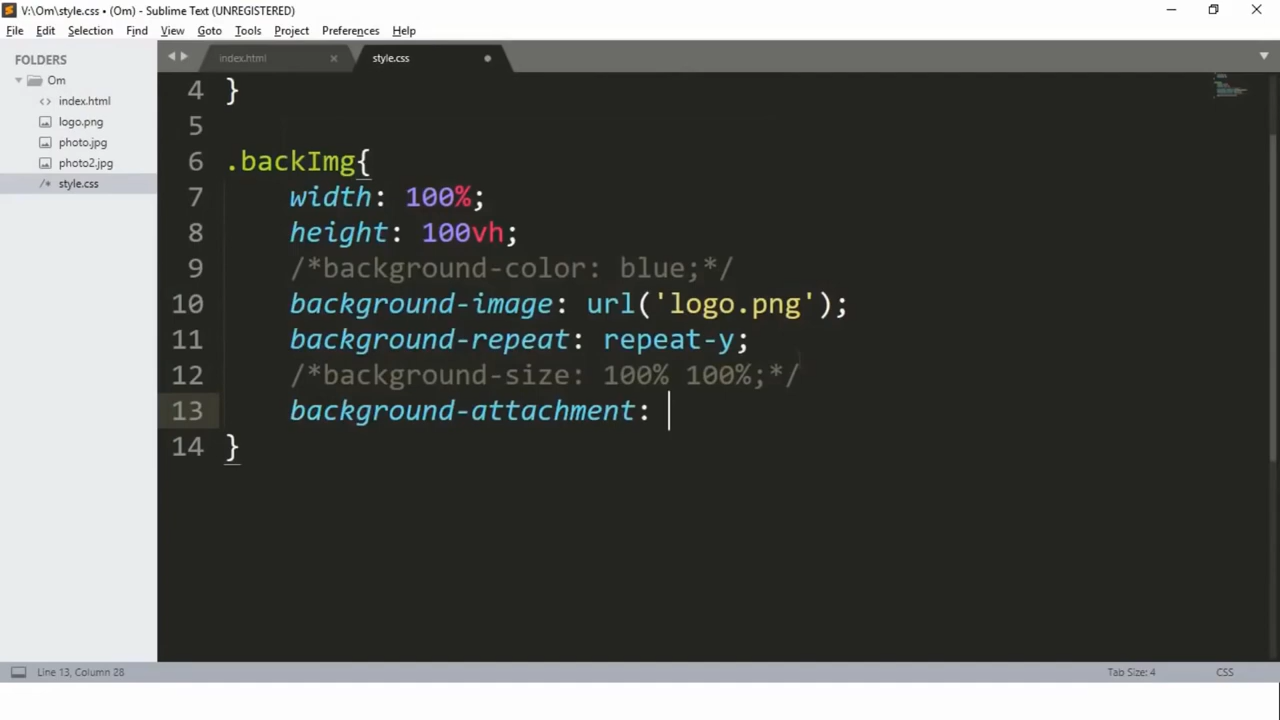 V:\Om\style.css • (Om) - Sublime Text (UNREGISTERED)
File Edit Selection Find View Goto Tools Project Preferences Help
FOLDERS
Om
index.html
logo.png
photo.jpg
photo2.jpg
style.css
index.html
style.css
4 }
5
6 .backImg{
7 width: 100%;
8 height: 100vh;
9 /*background-color: blue;*/
10 background-image: url('logo.png');
11 background-repeat: repeat-y;
12 /*background-size: 100% 100%;*/
13 background-attachment:
14 }
Line 13, Column 28
Tab Size: 4
CSS